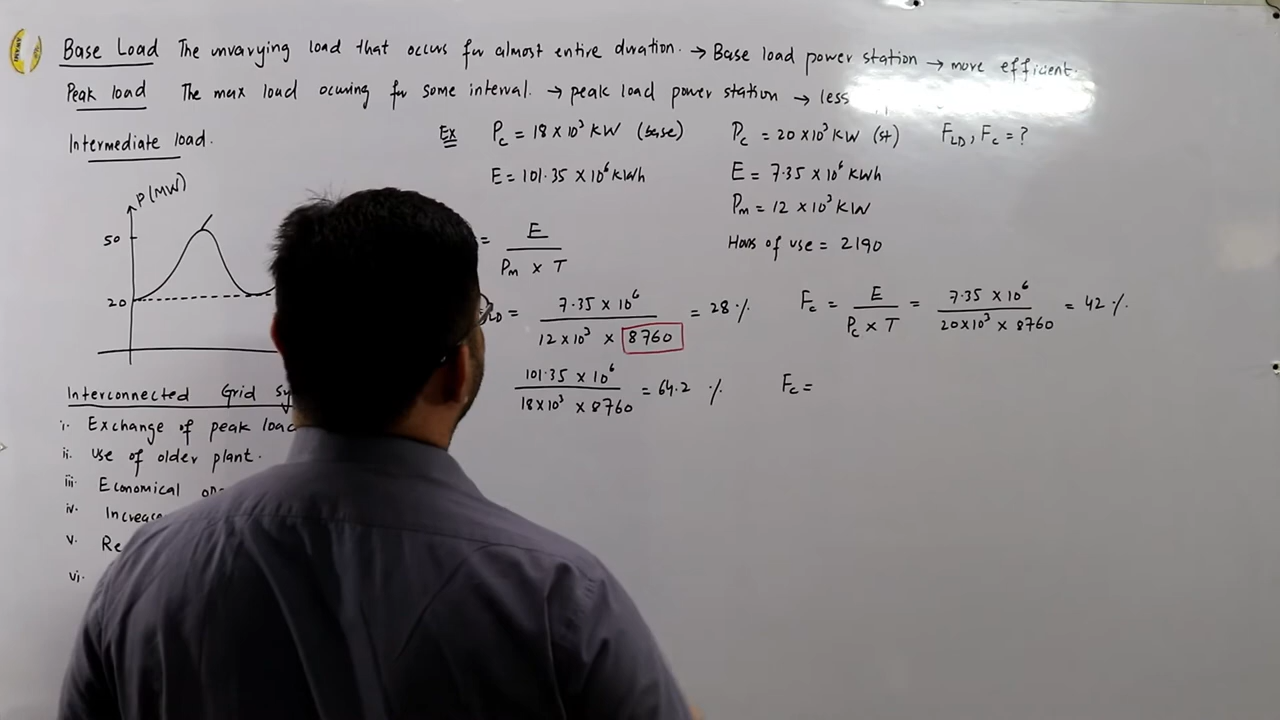 Base Load The unvarying load that occurs for almost entire duration. → Base load power station → more efficient.
Peak load The max load occuring for some interval. → peak load power station → less
Intermediate load.
Ex Pc = 18 × 10³ KW (base) Pc = 20 × 10³ KW (st) FLD, Fc = ?
E = 101.35 × 10⁶ KWh E = 7.35 × 10⁶ KWh
Pm = 12 × 10³ KW
Hours of use = 2190
P(MW)
50
20
= E / Pm × T
LD = 7.35 × 10⁶ / 12 × 10³ × 8760 = 28 % Fc = E / Pc × T = 7.35 × 10⁶ / 20 × 10³ × 8760 = 42 %
101.35 × 10⁶ / 18 × 10³ × 8760 = 64.2 % Fc =
Interconnected Grid Sy
i. Exchange of peak load
ii. Use of older plant.
iii. Economical
iv. Increase
v. Re
vi.